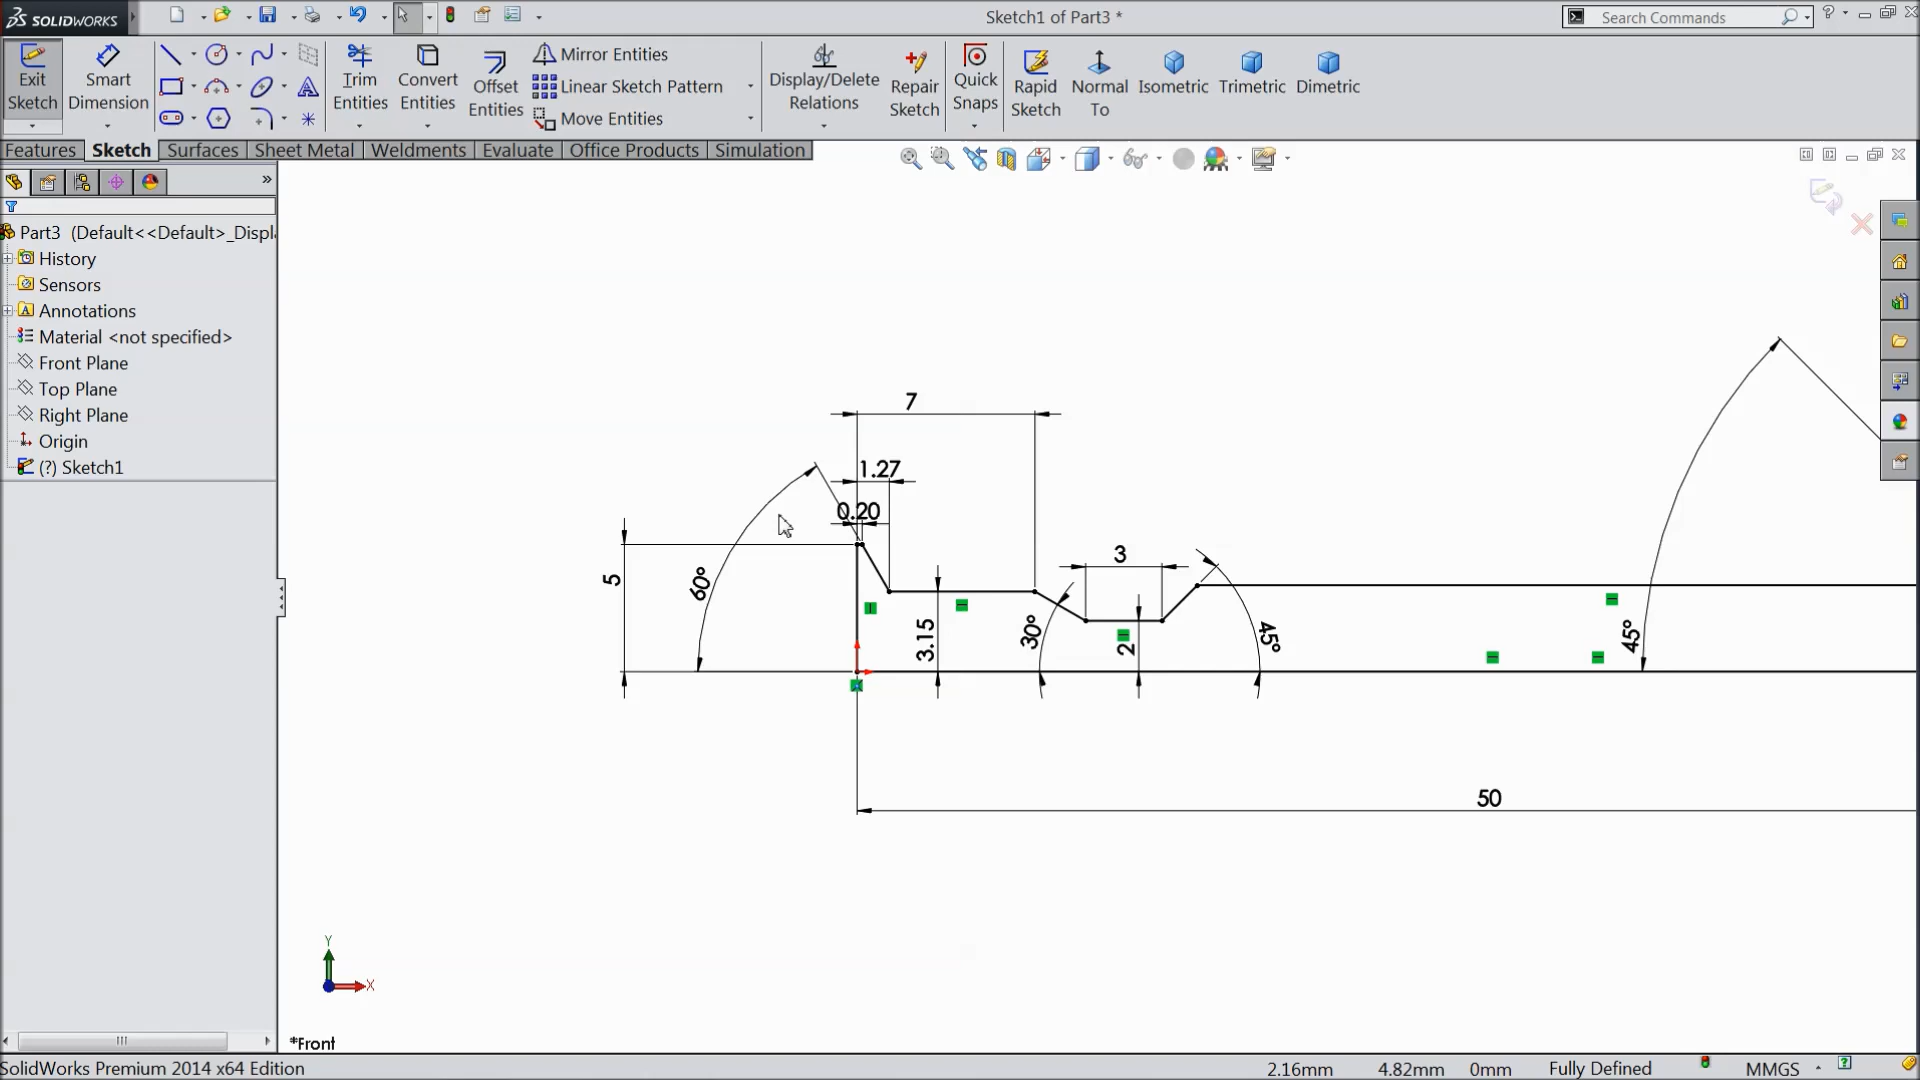 SOLIDWORKS
Sketch1 of Part3 *
Search Commands
Exit Sketch
Smart Dimension
Trim Entities
Convert Entities
Offset Entities
Mirror Entities
Linear Sketch Pattern
Move Entities
Display/Delete Relations
Repair Sketch
Quick Snaps
Rapid Sketch
Normal To
Isometric
Trimetric
Dimetric
Features
Sketch
Surfaces
Sheet Metal
Weldments
Evaluate
Office Products
Simulation
Part3 (Default<<Default>_Displ
History
Sensors
Annotations
Material <not specified>
Front Plane
Top Plane
Right Plane
Origin
(?) Sketch1
7
1.27
0.20
5
60°
3.15
30°
3
2
45°
45°
50
Y
X
*Front
SolidWorks Premium 2014 x64 Edition
2.16mm
4.82mm
0mm
Fully Defined
MMGS